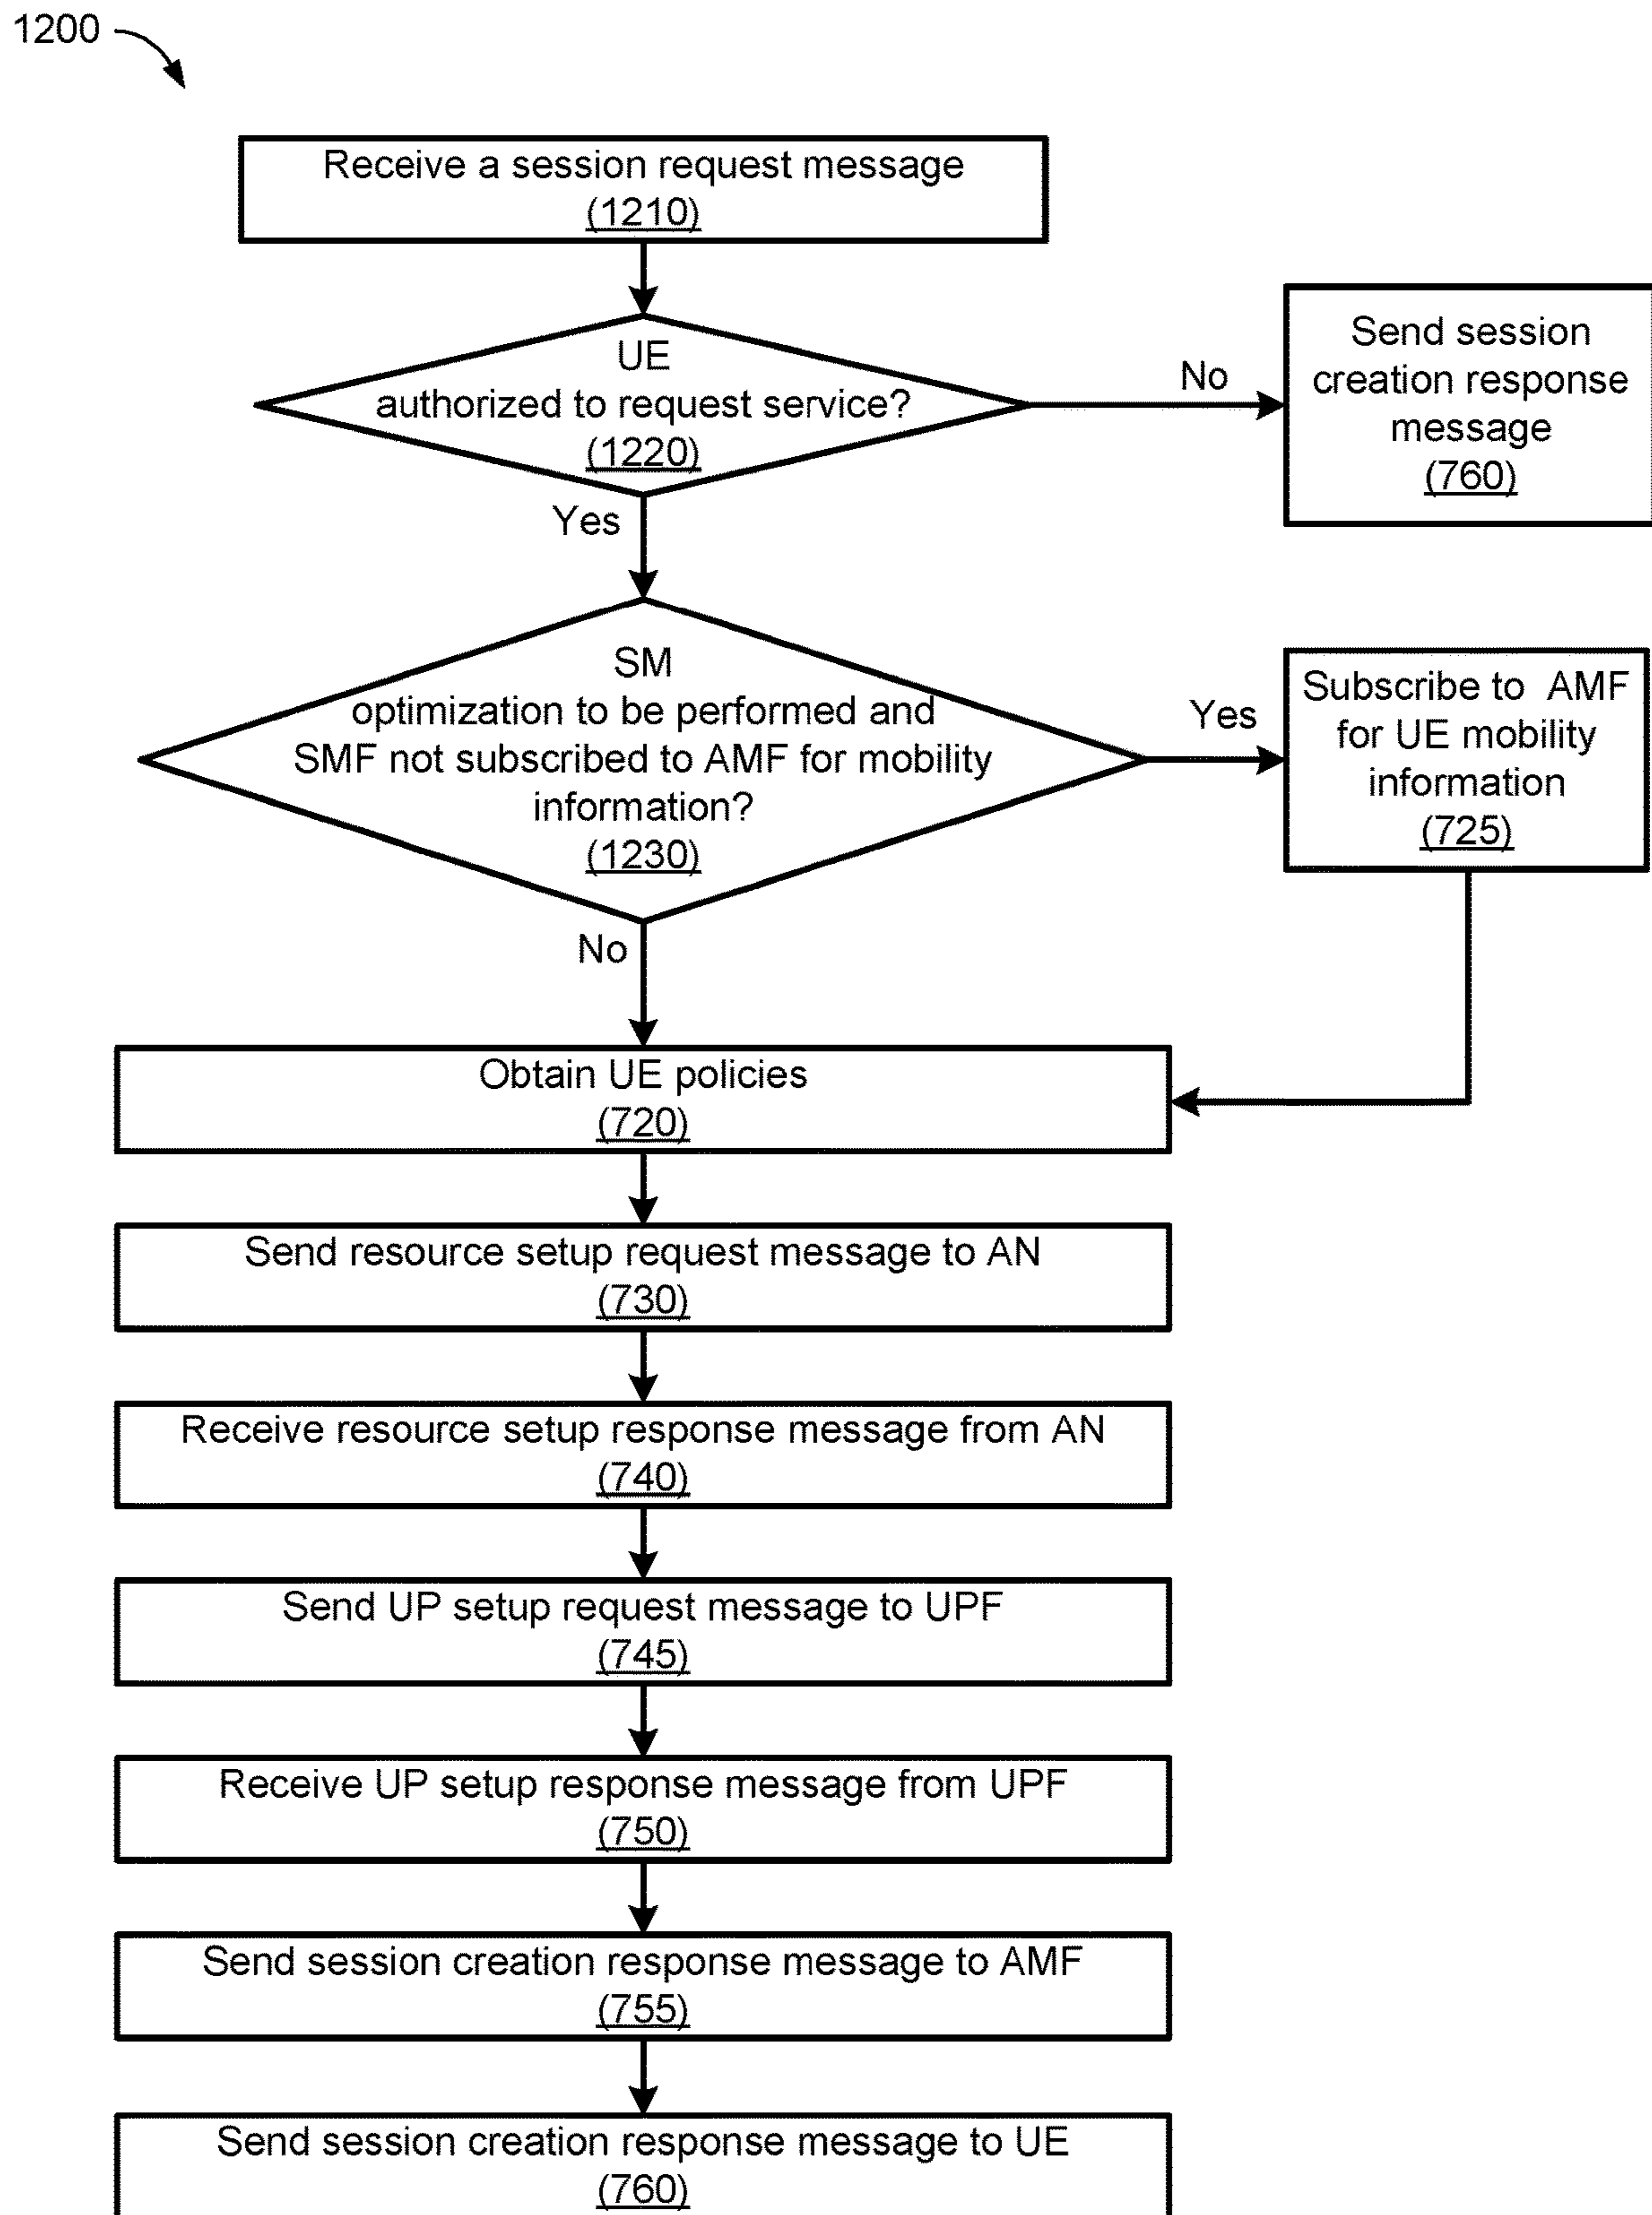 1200
Receive a session request message
(1210)
UE
authorized to request service?
(1220)
No
Send session
creation response
message
(760)
Yes
SM
optimization to be performed and
SMF not subscribed to AMF for mobility
information?
(1230)
Yes
Subscribe to AMF
for UE mobility
information
(725)
No
Obtain UE policies
(720)
Send resource setup request message to AN
(730)
Receive resource setup response message from AN
(740)
Send UP setup request message to UPF
(745)
Receive UP setup response message from UPF
(750)
Send session creation response message to AMF
(755)
Send session creation response message to UE
(760)